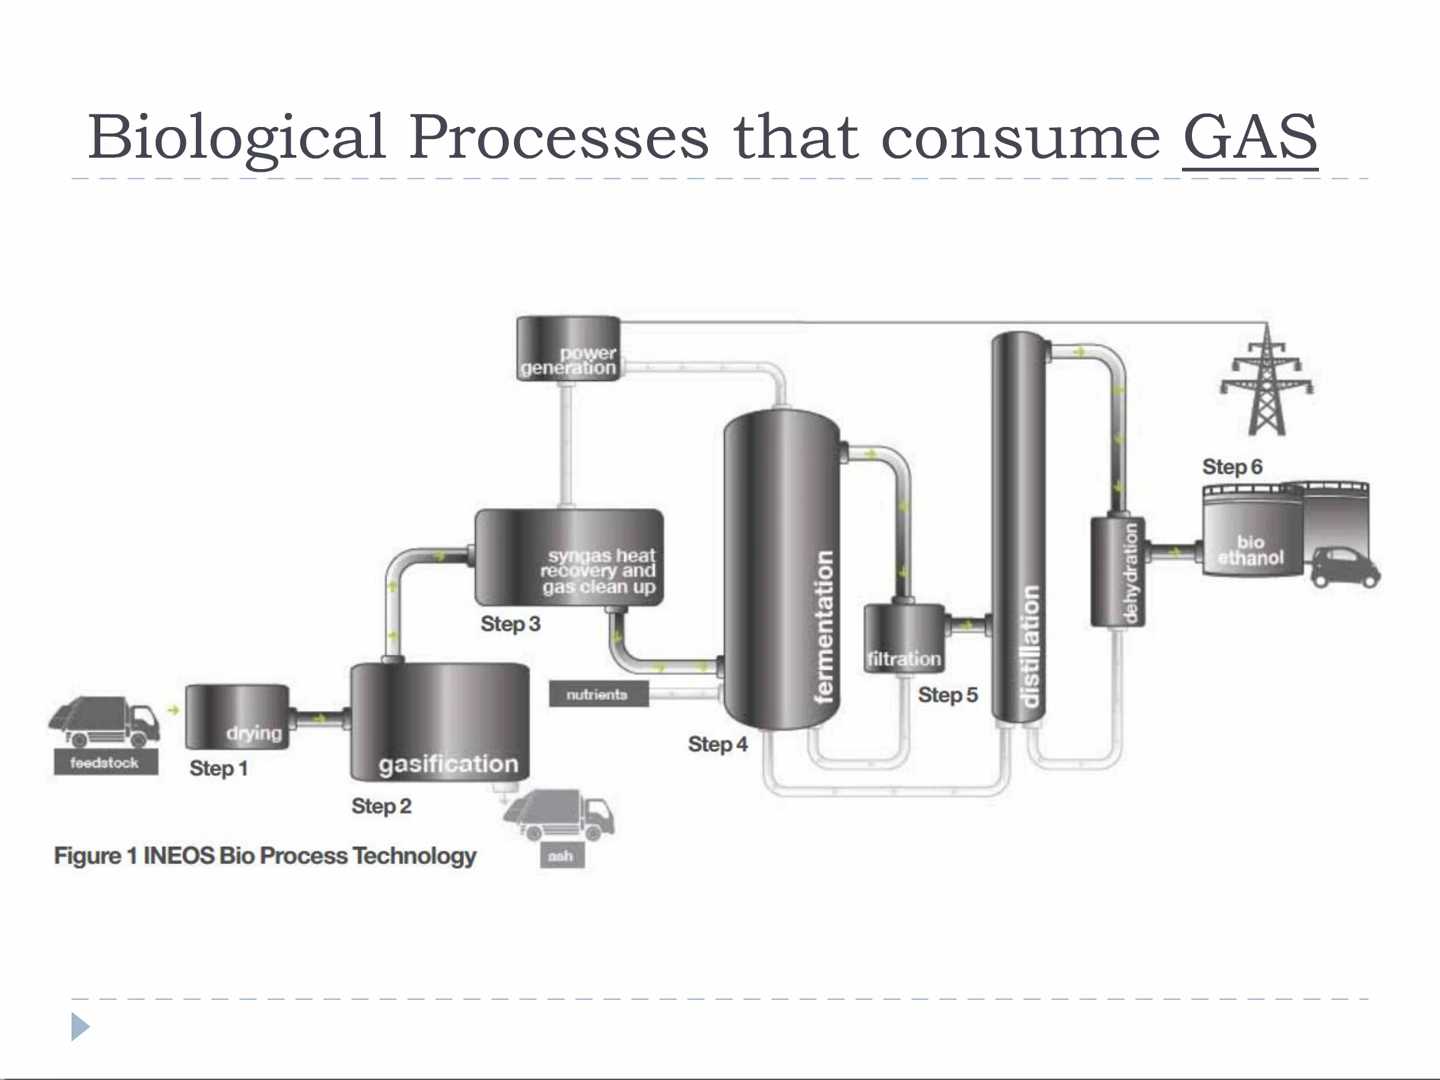 Biological Processes that consume GAS
power
generation
Step 6
syngas heat
recovery and
gas clean up
bio
ethanol
dehydration
fermentation
distillation
Step 3
filtration
nutrients
Step 5
drying
feedstock
Step 1
gasification
Step 4
Step 2
ash
Figure 1 INEOS Bio Process Technology